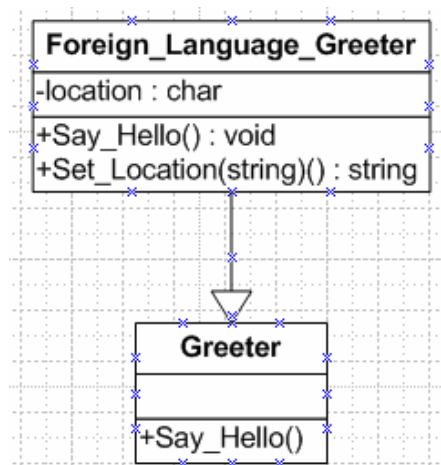 Foreign_Language_Greeter
-location : char
+Say_Hello() : void
+Set_Location(string)() : string
Greeter
+Say_Hello()